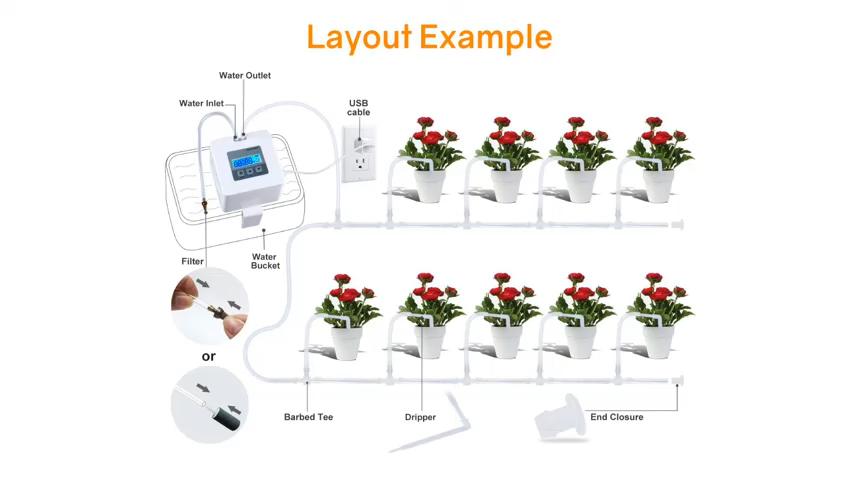 Layout Example
Water Outlet
Water Inlet
USB
cable
Filter
Water
Bucket
or
Barbed Tee
Dripper
End Closure